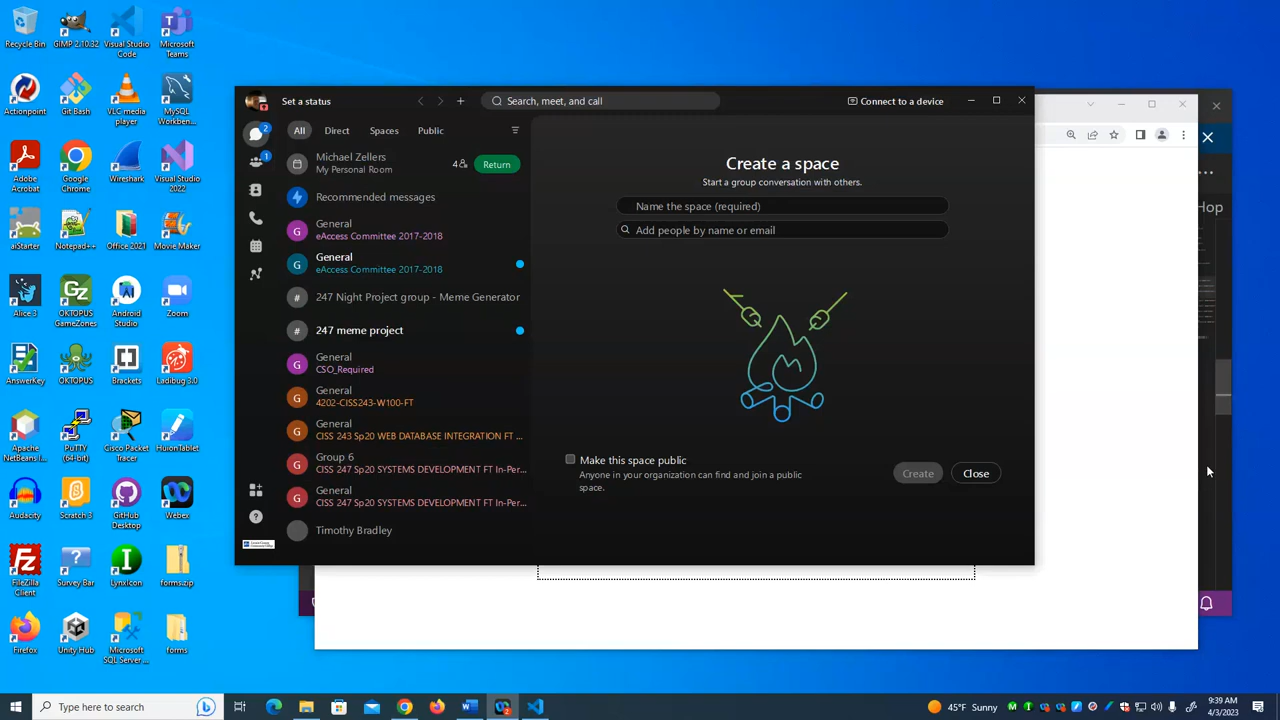 Recycle Bin
GIMP 2.10.32
Visual Studio
Code
Microsoft
Teams
Actionpoint
Git Bash
VLC media
player
MySQL
Workben...
Adobe
Acrobat
Google
Chrome
Wireshark
Visual Studio
2022
aiStarter
Notepad++
Office 2021
Movie Maker
Alice 3
OKTOPUS
GameZones
Android
Studio
Zoom
AnswerKey
OKTOPUS
Brackets
Ladibug 3.0
Apache
NetBeans I...
PuTTY
(64-bit)
Cisco Packet
Tracer
HuionTablet
Audacity
Scratch 3
GitHub
Desktop
Webex
FileZilla
Client
Survey Bar
LynxIcon
forms.zip
Firefox
Unity Hub
Microsoft
SQL Server ...
forms
Set a status
Search, meet, and call
Connect to a device
2
1
All Direct Spaces Public
Michael Zellers
My Personal Room
4
Return
Recommended messages
G
General
eAccess Committee 2017-2018
G
General
eAccess Committee 2017-2018
# 247 Night Project group - Meme Generator
# 247 meme project
G
General
CSO_Required
G
General
4202-CISS243-W100-FT
G
General
CISS 243 Sp20 WEB DATABASE INTEGRATION FT ...
G
Group 6
CISS 247 Sp20 SYSTEMS DEVELOPMENT FT In-Per...
G
General
CISS 247 Sp20 SYSTEMS DEVELOPMENT FT In-Per...
Timothy Bradley
Create a space
Start a group conversation with others.
Name the space (required)
Add people by name or email
Make this space public
Anyone in your organization can find and join a public
space.
Create
Close
Hop
Type here to search
45°F Sunny
9:39 AM
4/3/2023